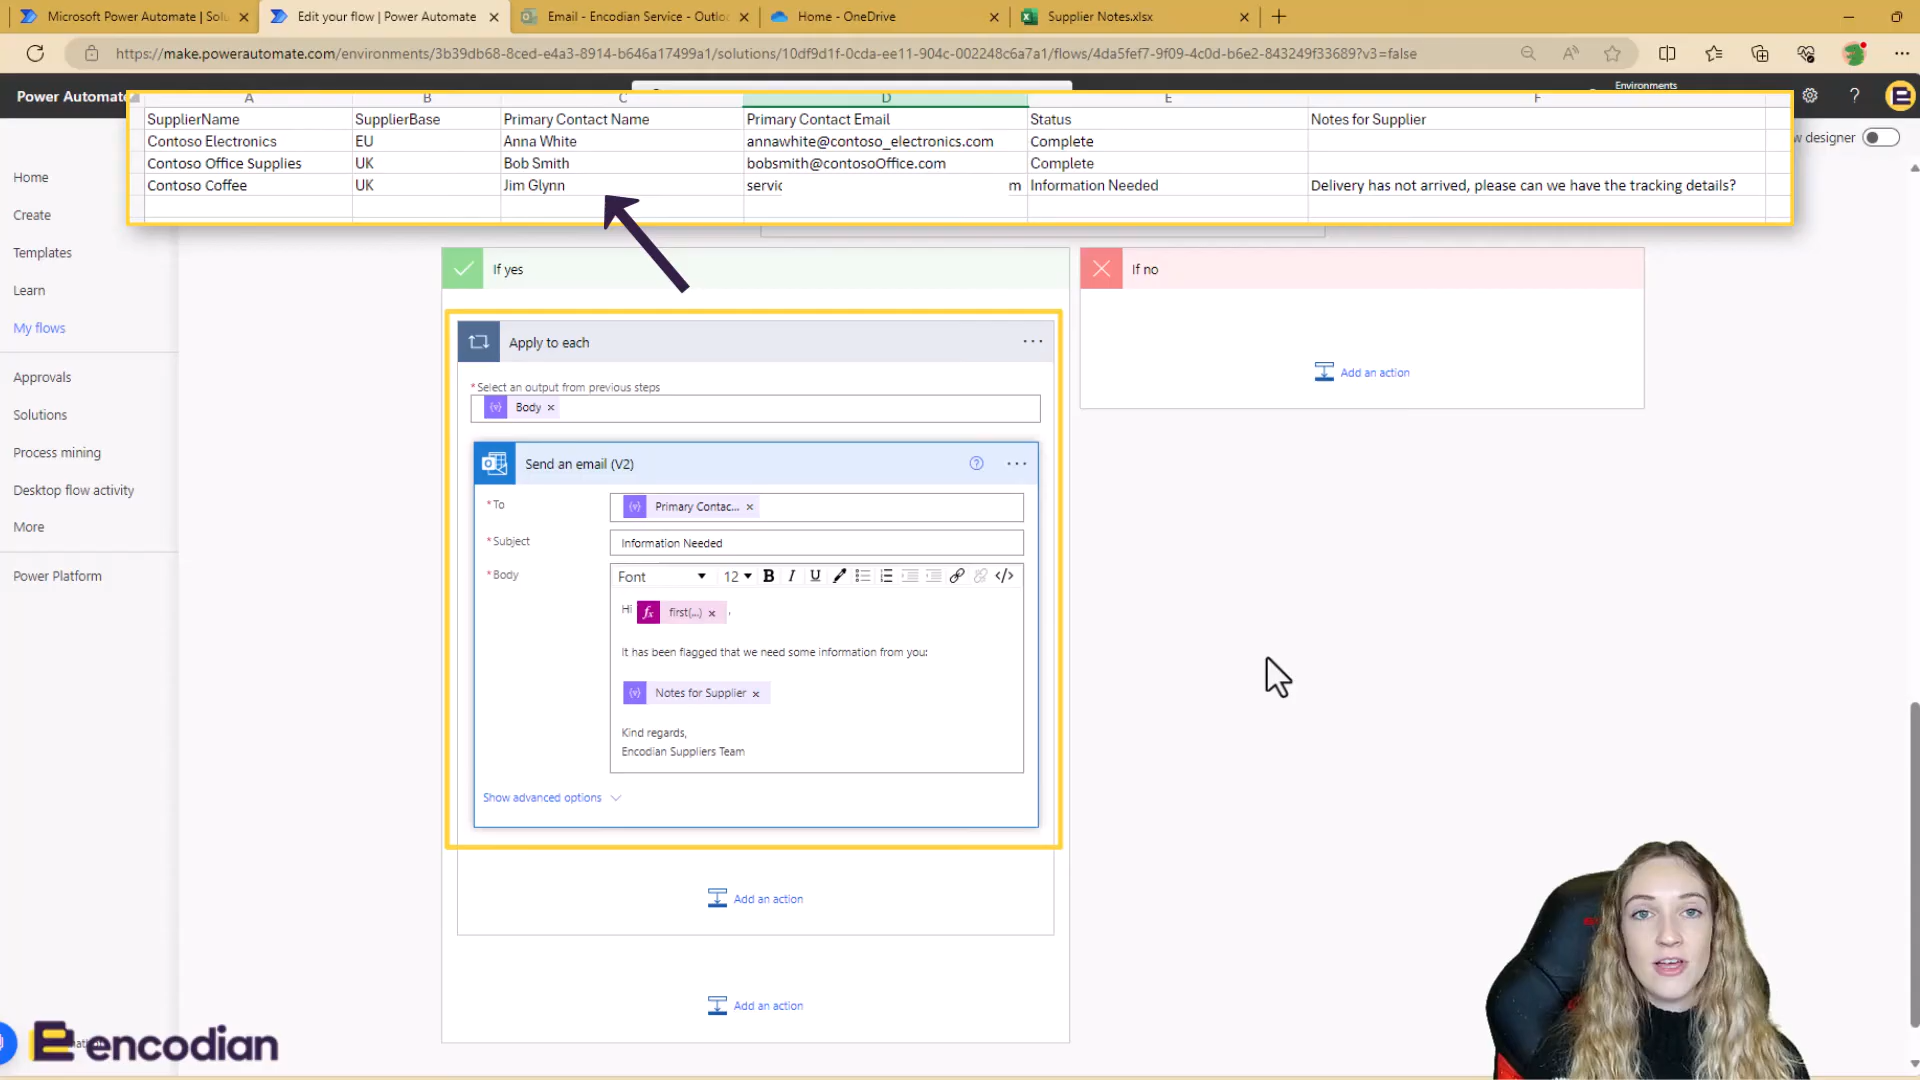 Microsoft Power Automate | Solu
Edit your flow | Power Automate
Email - Encodian Service - Outloo
Home - OneDrive
Supplier Notes.xlsx
https://make.powerautomate.com/environments/3b39db68-8ced-e4a3-8914-b646a17499a1/solutions/10df9d1f-0cda-ee11-904c-002248c6a7a1/flows/4da5fef7-9f09-4c0d-b6e2-843249f33689?v3=false
Power Automat
Environments
w designer
A B C D E F
SupplierName SupplierBase Primary Contact Name Primary Contact Email Status Notes for Supplier
Contoso Electronics EU Anna White annawhite@contoso_electronics.com Complete
Contoso Office Supplies UK Bob Smith bobsmith@contosoOffice.com Complete
Contoso Coffee UK Jim Glynn servic m Information Needed Delivery has not arrived, please can we have the tracking details?
Home
Create
Templates
Learn
My flows
Approvals
Solutions
Process mining
Desktop flow activity
More
Power Platform
If yes
Apply to each
* Select an output from previous steps
Body
Send an email (V2)
* To Primary Contac...
* Subject Information Needed
* Body
Font 12 B I U </>
Hi fx first(...) ,
It has been flagged that we need some information from you:
Notes for Supplier
Kind regards,
Encodian Suppliers Team
Show advanced options
Add an action
Add an action
If no
Add an action
encodian